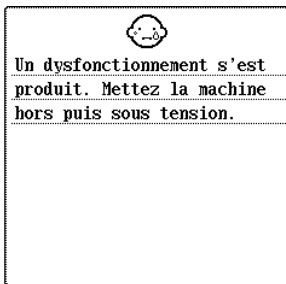 Un dysfonctionnement s'est
produit. Mettez la machine
hors puis sous tension.